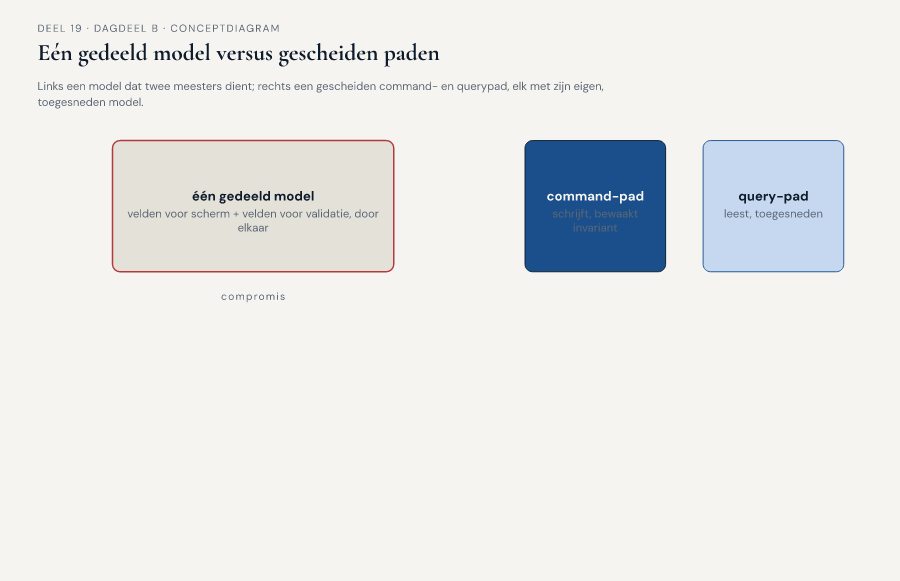 DEEL 19 · DAGDEEL B · CONCEPTDIAGRAM
Eén gedeeld model versus gescheiden paden
Links een model dat twee meesters dient; rechts een gescheiden command- en querypad, elk met zijn eigen,
toegesneden model.
één gedeeld model
velden voor scherm + velden voor validatie, door
elkaar
compromis
command-pad
schrijft, bewaakt
invariant
query-pad
leest, toegesneden